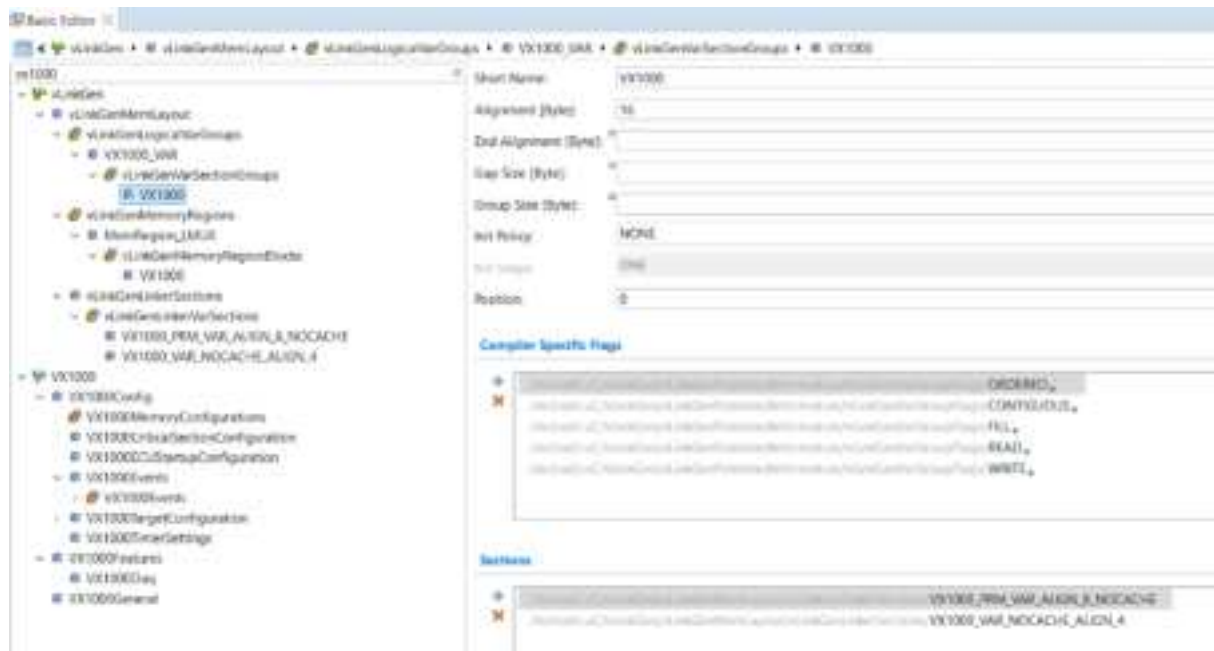 Basic Editor
vLinkGen vLinkGenMemLayout vLinkGenLogicalVarGroups VX1000_VAR vLinkGenVarSectionGroups VX1000
vx1000
vLinkGen
vLinkGenMemLayout
vLinkGenLogicalVarGroups
VX1000_VAR
vLinkGenVarSectionGroups
VX1000
vLinkGenMemoryRegions
MemRegion_LMU0
vLinkGenMemoryRegionBlocks
VX1000
vLinkGenLinkerSections
vLinkGenLinkerVarSections
VX1000_PRM_VAR_ALIGN_8_NOCACHE
VX1000_VAR_NOCACHE_ALIGN_4
VX1000
VX1000Config
VX1000MemoryConfigurations
VX1000CriticalSectionConfiguration
VX1000ECUStartupConfiguration
VX1000Events
VX1000Events
VX1000TargetConfiguration
VX1000TimerSettings
VX1000Features
VX1000Daq
VX1000General
Short Name: VX1000
Alignment [Byte]: 16
End Alignment [Byte]:
Gap Size [Byte]:
Group Size [Byte]:
Init Policy: NONE
Position: 0
Compiler Specific Flags
ORDERED,
CONTIGUOUS,
FILL,
READ,
WRITE,
Sections
VX1000_PRM_VAR_ALIGN_8_NOCACHE
VX1000_VAR_NOCACHE_ALIGN_4